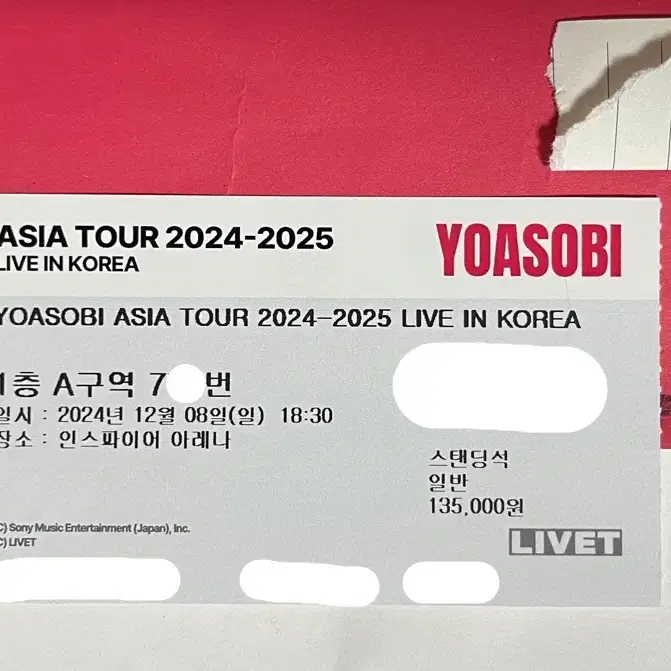 ASIA TOUR 2024-2025
LIVE IN KOREA
YOASOBI
YOASOBI ASIA TOUR 2024-2025 LIVE IN KOREA
1층 A구역 7 번
일시 : 2024년 12월 08일(일) 18:30
장소 : 인스파이어 아레나
스탠딩석
일반
135,000원
C) Sony Music Entertainment (Japan), Inc.
C) LIVET
LIVET